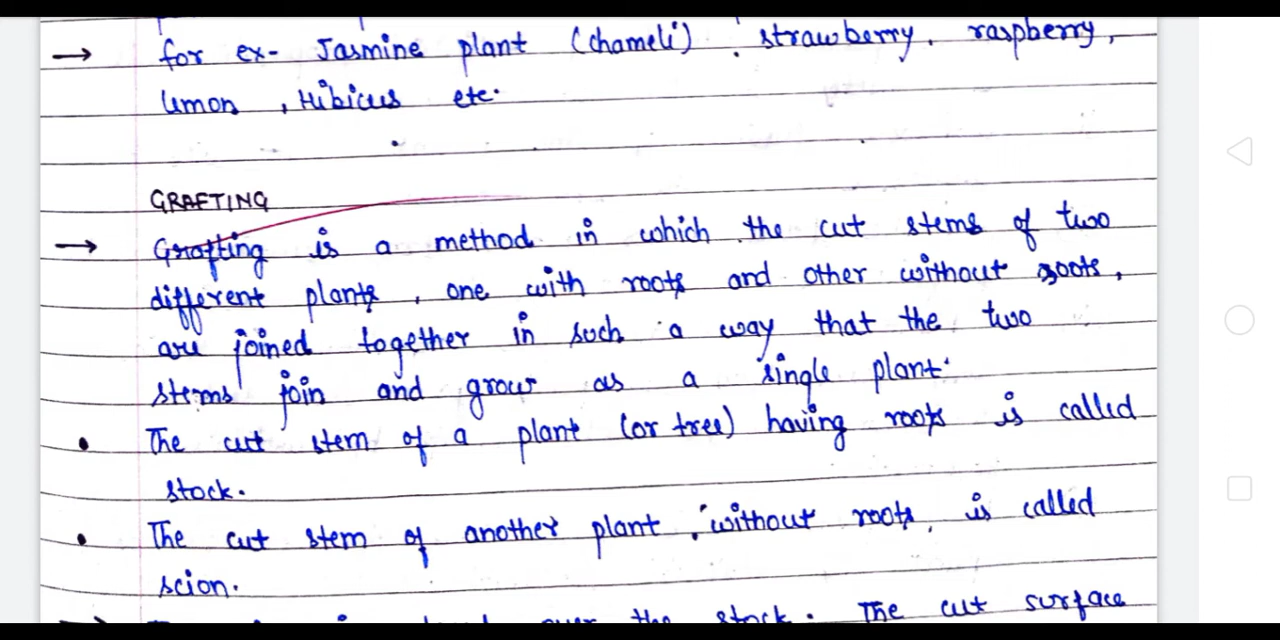 → for ex- Jasmine plant (chameli), strawberry, raspberry,
lemon, Hibicus etc.
GRAFTING
→ Grafting is a method in which the cut stems of two
different plants, one with roots and other without roots,
are joined together in such a way that the two
stems join and grow as a single plant.
• The cut stem of a plant (or tree) having roots is called
stock.
• The cut stem of another plant, without roots, is called
scion.
over the stock. The cut surface